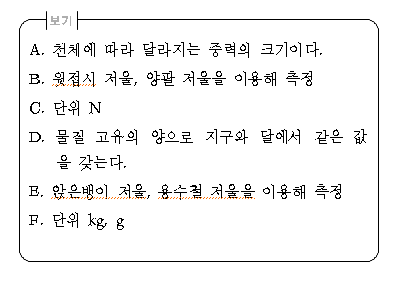 보기
A. 천체에 따라 달라지는 중력의 크기이다.
B. 윗접시 저울, 양팔 저울을 이용해 측정
C. 단위 N
D. 물질 고유의 양으로 지구와 달에서 같은 값
을 갖는다.
E. 앉은뱅이 저울, 용수철 저울을 이용해 측정
F. 단위 kg, g